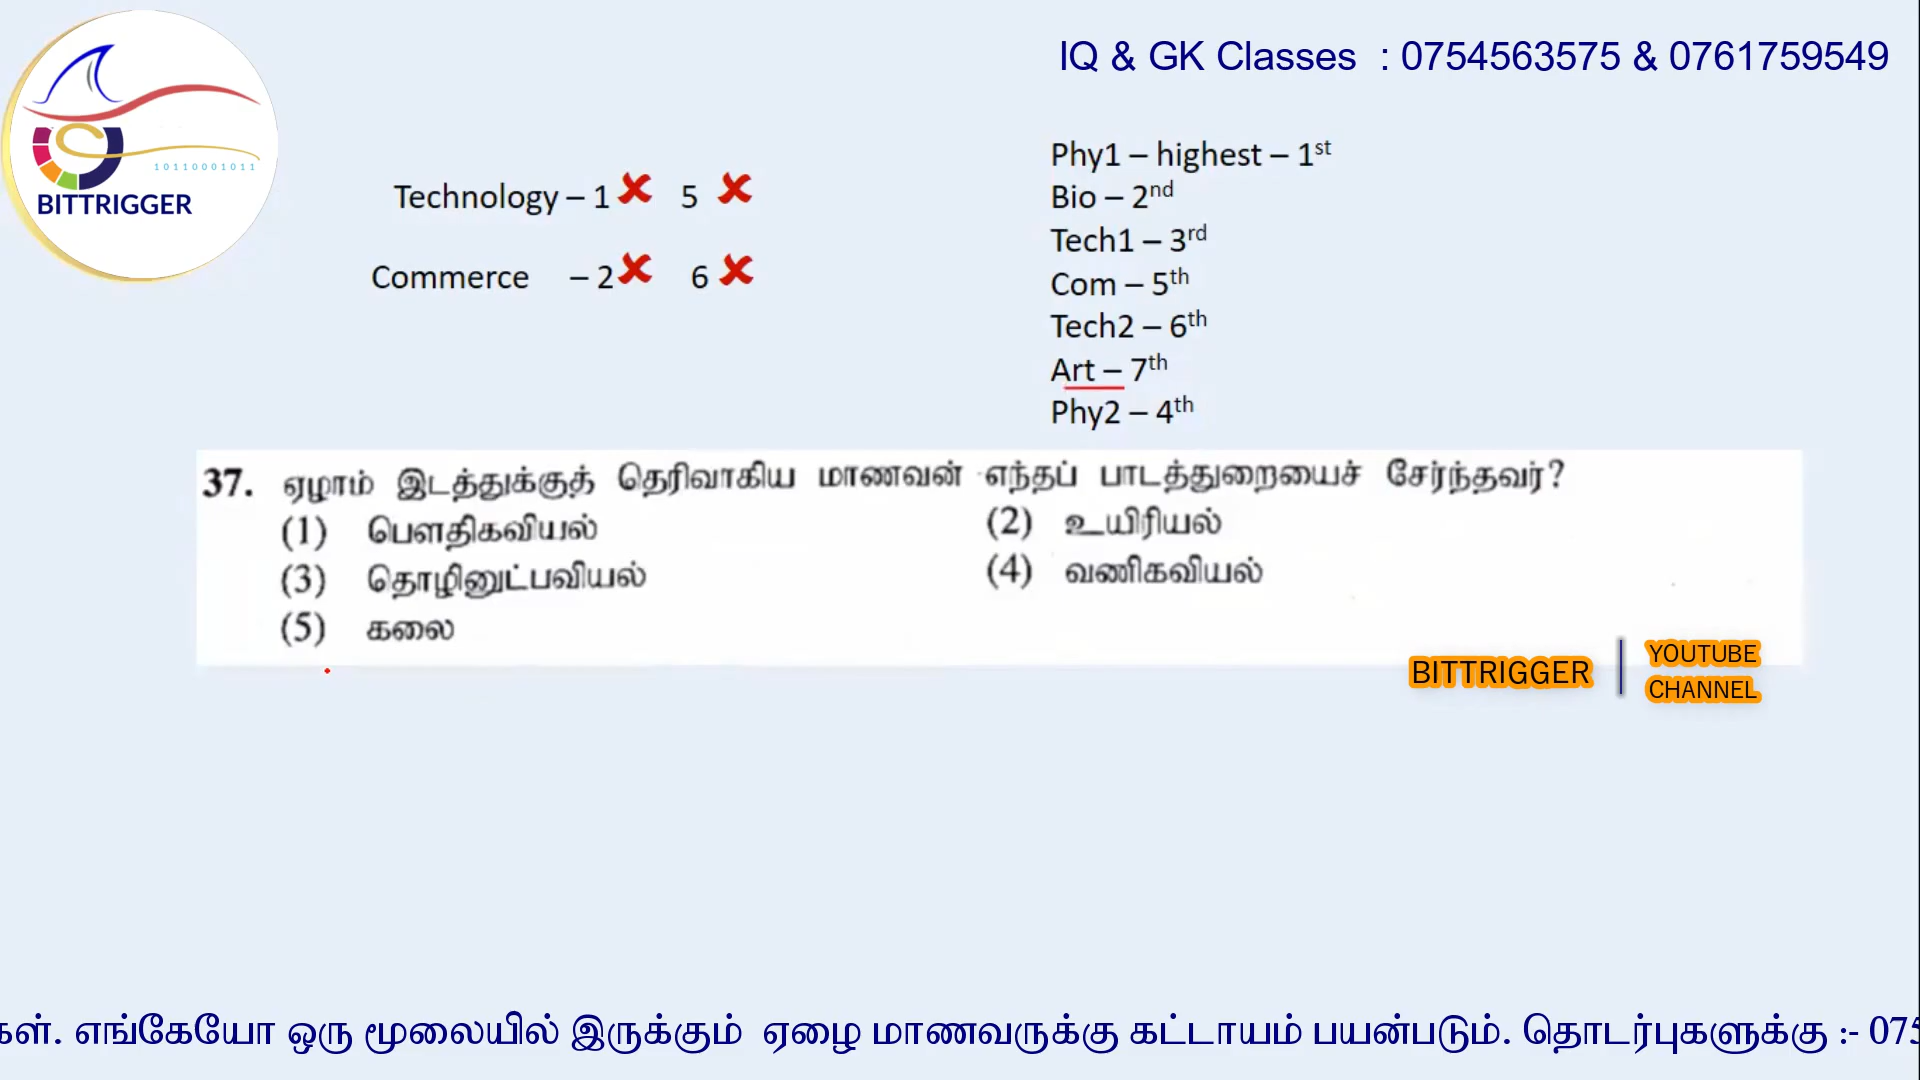 IQ & GK Classes : 0754563575 & 0761759549
10110001011
BITTRIGGER
Technology – 1 ✘ 5 ✘
Commerce – 2 ✘ 6 ✘
Phy1 – highest – 1st
Bio – 2nd
Tech1 – 3rd
Com – 5th
Tech2 – 6th
Art – 7th
Phy2 – 4th
37. ஏழாம் இடத்துக்குத் தெரிவாகிய மாணவன் எந்தப் பாடத்துறையைச் சேர்ந்தவர்?
(1) பௌதிகவியல் (2) உயிரியல்
(3) தொழினுட்பவியல் (4) வணிகவியல்
(5) கலை
BITTRIGGER
YOUTUBE
CHANNEL
கள். எங்கேயோ ஒரு மூலையில் இருக்கும் ஏழை மாணவருக்கு கட்டாயம் பயன்படும். தொடர்புகளுக்கு :- 075